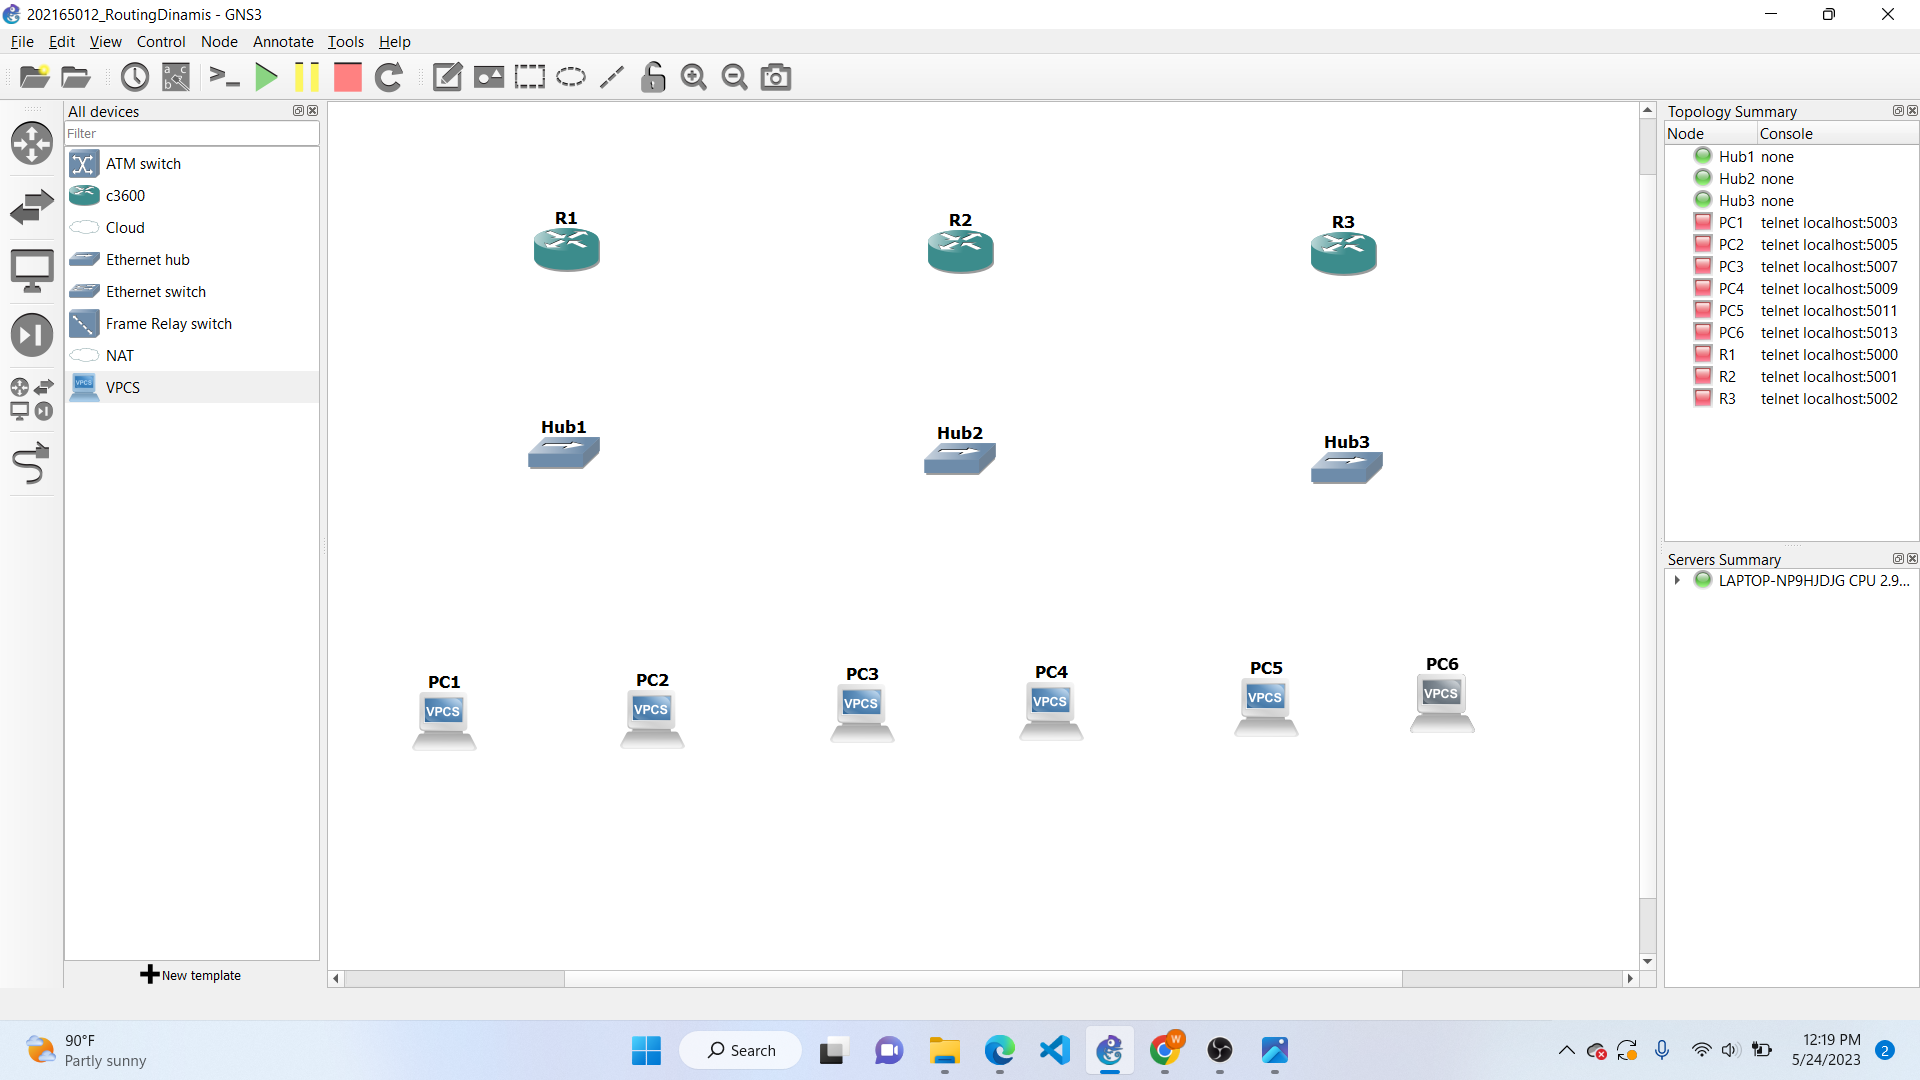 202165012_RoutingDinamis - GNS3
File Edit View Control Node Annotate Tools Help
All devices
Filter
ATM switch
c3600
Cloud
Ethernet hub
Ethernet switch
Frame Relay switch
NAT
VPCS
New template
R1
R2
R3
Hub1
Hub2
Hub3
PC1
PC2
PC3
PC4
PC5
PC6
VPCS
VPCS
VPCS
VPCS
VPCS
VPCS
Topology Summary
Node Console
Hub1 none
Hub2 none
Hub3 none
PC1 telnet localhost:5003
PC2 telnet localhost:5005
PC3 telnet localhost:5007
PC4 telnet localhost:5009
PC5 telnet localhost:5011
PC6 telnet localhost:5013
R1 telnet localhost:5000
R2 telnet localhost:5001
R3 telnet localhost:5002
Servers Summary
LAPTOP-NP9HJDJG CPU 2.9...
90°F
Partly sunny
Search
W
12:19 PM
5/24/2023
2